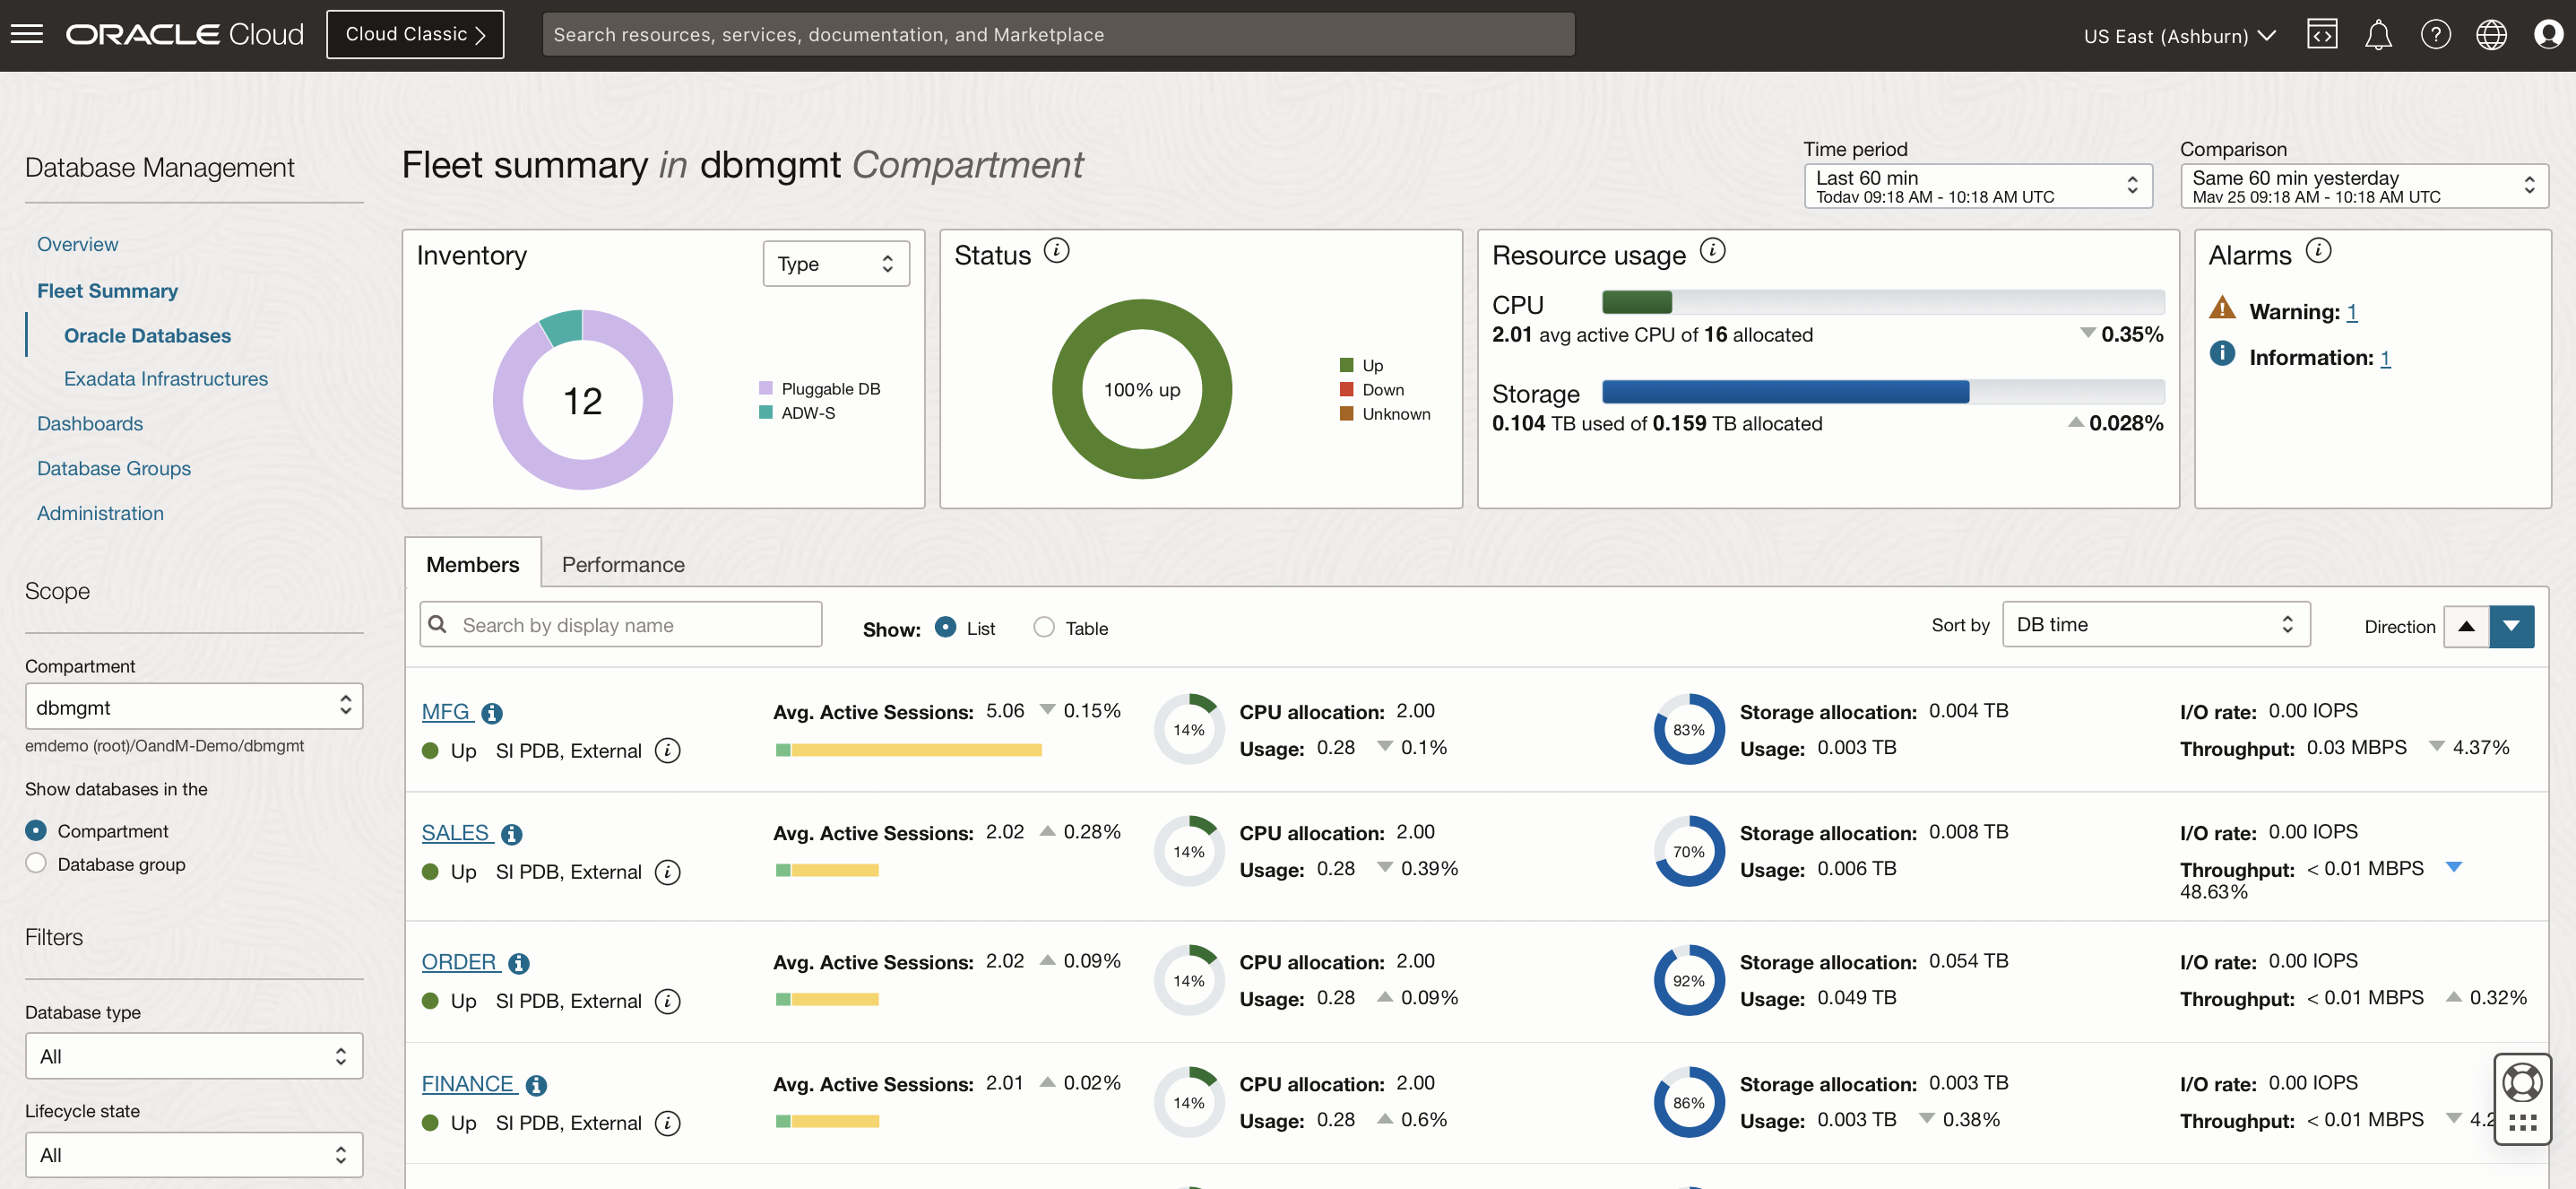 ORACLE Cloud
Cloud Classic
Search resources, services, documentation, and Marketplace
US East (Ashburn)
Database Management
Overview
Fleet Summary
Oracle Databases
Exadata Infrastructures
Dashboards
Database Groups
Administration
Scope
Compartment
dbmgmt
emdemo (root)/OandM-Demo/dbmgmt
Show databases in the
Compartment
Database group
Filters
Database type
All
Lifecycle state
All
Fleet summary in dbmgmt Compartment
Time period
Last 60 min
Today 09:18 AM - 10:18 AM UTC
Comparison
Same 60 min yesterday
May 25 09:18 AM - 10:18 AM UTC
Inventory
Type
12
Pluggable DB
ADW-S
Status
100% up
Up
Down
Unknown
Resource usage
CPU
2.01 avg active CPU of 16 allocated
0.35%
Storage
0.104 TB used of 0.159 TB allocated
0.028%
Alarms
Warning: 1
Information: 1
Members
Performance
Search by display name
Show:
List
Table
Sort by
DB time
Direction
MFG
Up SI PDB, External
Avg. Active Sessions: 5.06 0.15%
14%
CPU allocation: 2.00
Usage: 0.28 0.1%
83%
Storage allocation: 0.004 TB
Usage: 0.003 TB
I/O rate: 0.00 IOPS
Throughput: 0.03 MBPS 4.37%
SALES
Up SI PDB, External
Avg. Active Sessions: 2.02 0.28%
14%
CPU allocation: 2.00
Usage: 0.28 0.39%
70%
Storage allocation: 0.008 TB
Usage: 0.006 TB
I/O rate: 0.00 IOPS
Throughput: < 0.01 MBPS
48.63%
ORDER
Up SI PDB, External
Avg. Active Sessions: 2.02 0.09%
14%
CPU allocation: 2.00
Usage: 0.28 0.09%
92%
Storage allocation: 0.054 TB
Usage: 0.049 TB
I/O rate: 0.00 IOPS
Throughput: < 0.01 MBPS 0.32%
FINANCE
Up SI PDB, External
Avg. Active Sessions: 2.01 0.02%
14%
CPU allocation: 2.00
Usage: 0.28 0.6%
86%
Storage allocation: 0.003 TB
Usage: 0.003 TB 0.38%
I/O rate: 0.00 IOPS
Throughput: < 0.01 MBPS